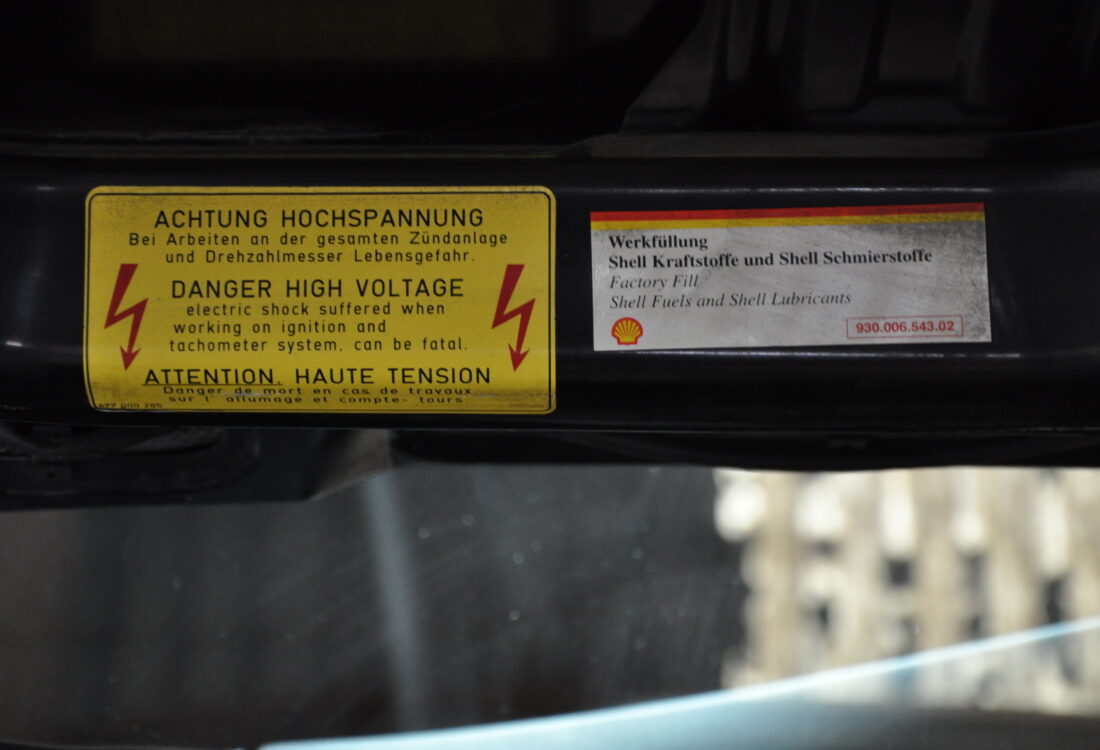 ACHTUNG HOCHSPANNUNG
Bei Arbeiten an der gesamten Zündanlage
und Drehzahlmesser Lebensgefahr.
DANGER HIGH VOLTAGE
electric shock suffered when
working on ignition and
tachometer system, can be fatal.
ATTENTION. HAUTE TENSION
Danger de mort en cas de travaux
sur l' allumage et compte- tours.
Werkfüllung
Shell Kraftstoffe und Shell Schmierstoffe
Factory Fill
Shell Fuels and Shell Lubricants
930.006.543.02